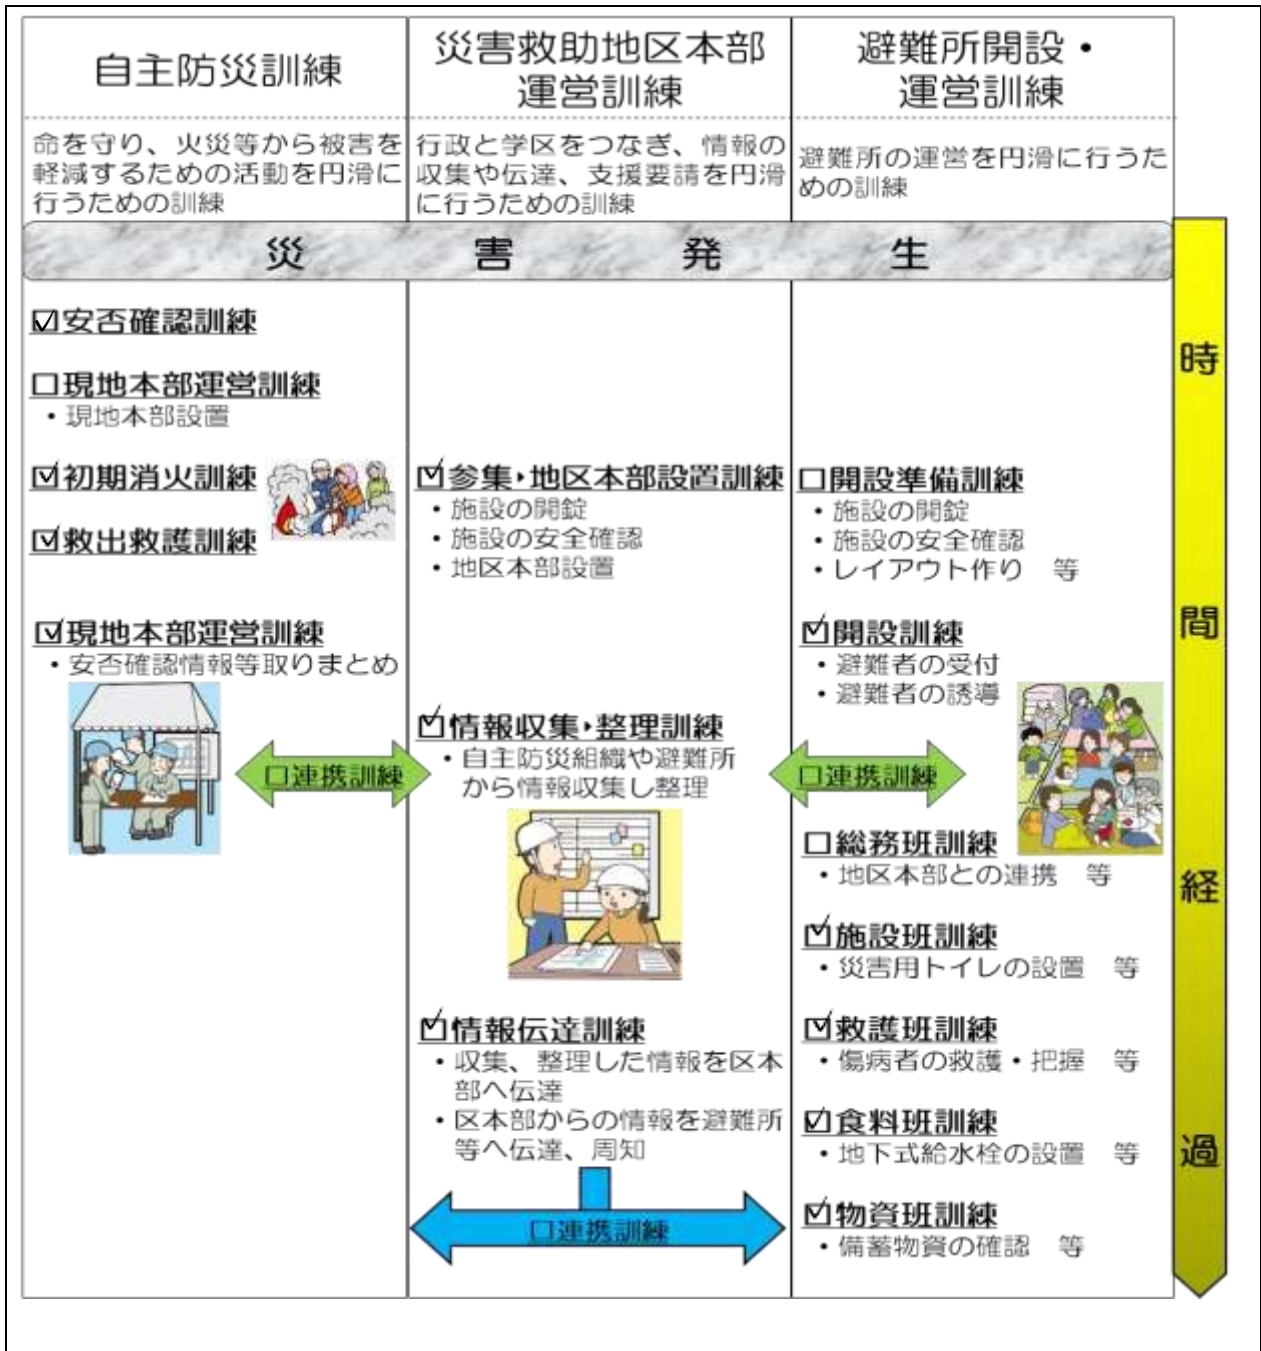 自主防災訓練
命を守り、火災等から被害を
軽減するための活動を円滑に
行うための訓練
災害救助地区本部
運営訓練
行政と学区をつなぎ、情報の
収集や伝達、支援要請を円滑
に行うための訓練
避難所開設・
運営訓練
避難所の運営を円滑に行うた
めの訓練
災害発生
☑安否確認訓練
□現地本部運営訓練
・現地本部設置
☑初期消火訓練
☑救出救護訓練
☑現地本部運営訓練
・安否確認情報等取りまとめ
□連携訓練
☑参集・地区本部設置訓練
・施設の開錠
・施設の安全確認
・地区本部設置
☑情報収集・整理訓練
・自主防災組織や避難所
から情報収集し整理
☑情報伝達訓練
・収集、整理した情報を区本
部へ伝達
・区本部からの情報を避難所
等へ伝達、周知
□連携訓練
□連携訓練
□開設準備訓練
・施設の開錠
・施設の安全確認
・レイアウト作り 等
☑開設訓練
・避難者の受付
・避難者の誘導
□総務班訓練
・地区本部との連携 等
☑施設班訓練
・災害用トイレの設置 等
☑救護班訓練
・傷病者の救護・把握 等
☑食料班訓練
・地下式給水栓の設置 等
☑物資班訓練
・備蓄物資の確認 等
時間経過